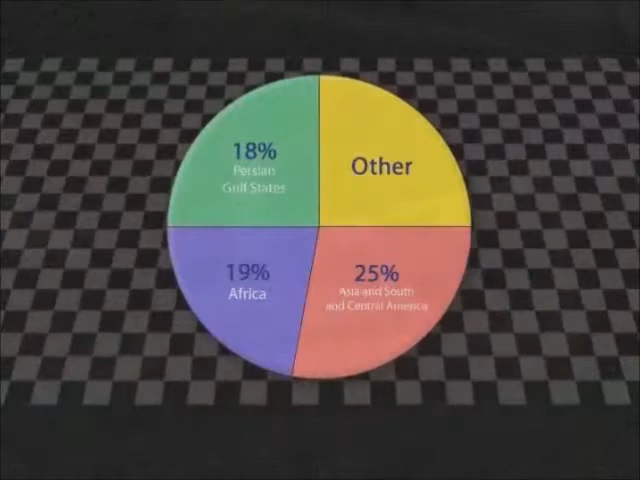 18%
Persian
Gulf States
Other
19%
Africa
25%
Asia and South
and Central America